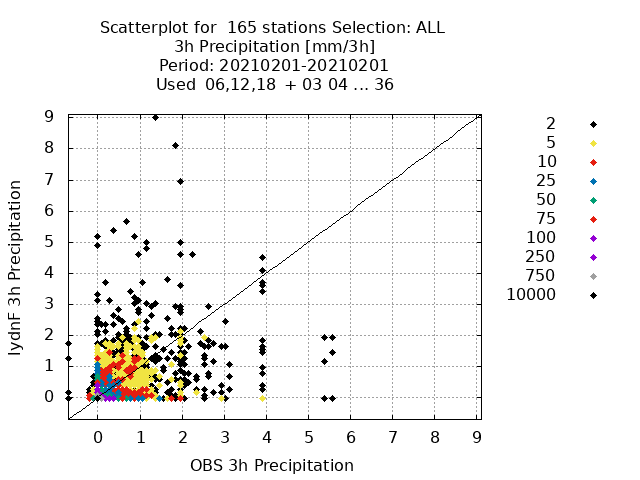 Scatterplot for  165 stations Selection: ALL
3h Precipitation [mm/3h]
Period: 20210201-20210201
Used  06,12,18  + 03 04 ... 36
9
8
7
6
5
4
3
2
1
0
IydnF 3h Precipitation
0 1 2 3 4 5 6 7 8 9
OBS 3h Precipitation
2
5
10
25
50
75
100
250
750
10000